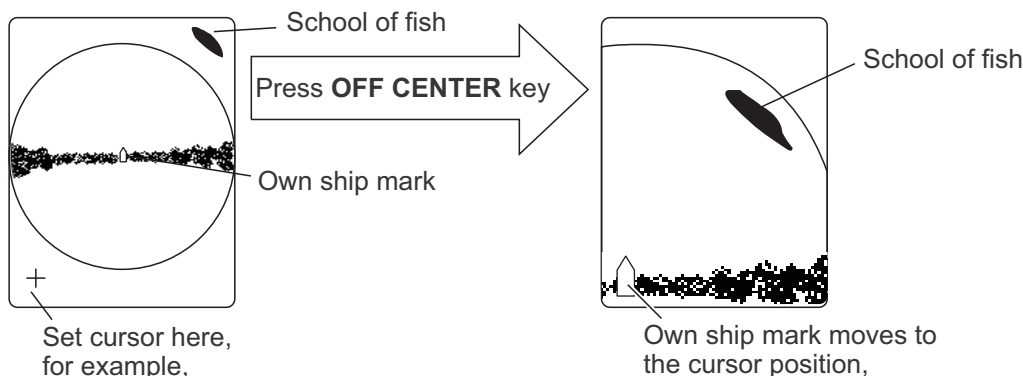 School of fish
Press OFF CENTER key
Own ship mark
Set cursor here,
for example,
School of fish
Own ship mark moves to
the cursor position,